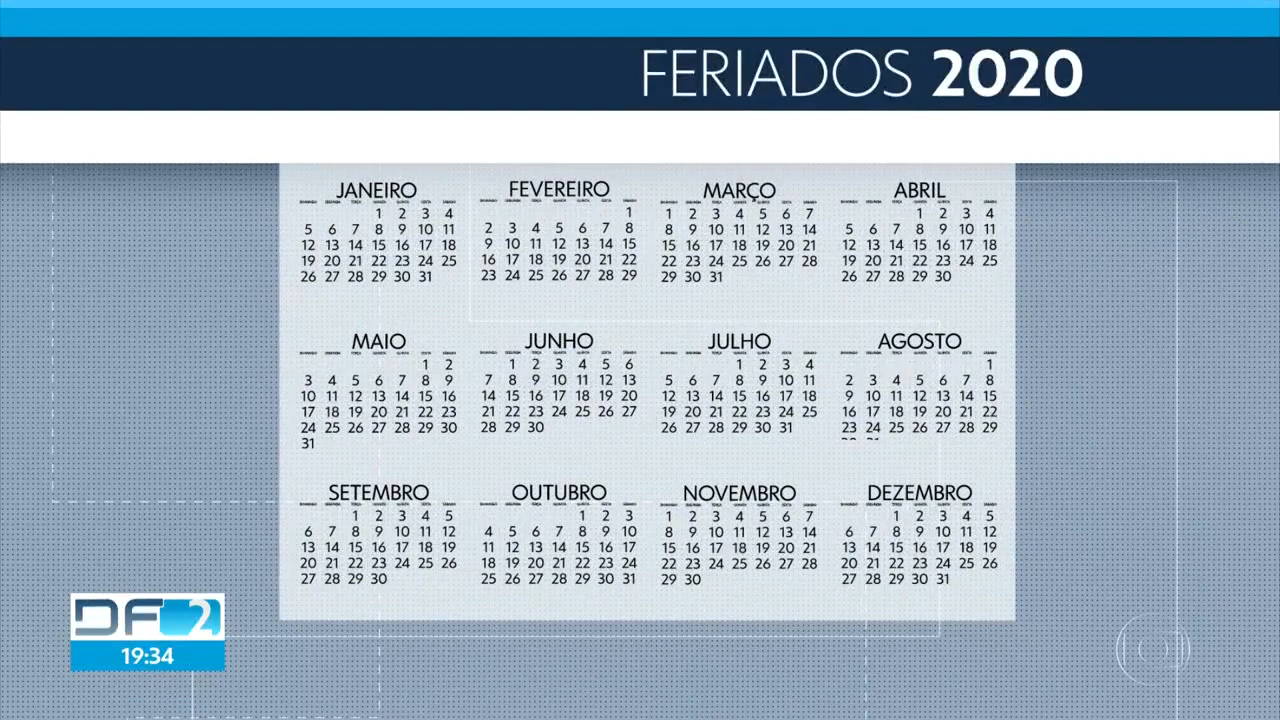 FERIADOS 2020
JANEIRO FEVEREIRO MARÇO ABRIL
1 2 3 4 1 1 2 3 4 5 6 7 1 2 3 4
5 6 7 8 9 10 11 2 3 4 5 6 7 8 8 9 10 11 12 13 14 5 6 7 8 9 10 11
12 13 14 15 16 17 18 9 10 11 12 13 14 15 15 16 17 18 19 20 21 12 13 14 15 16 17 18
19 20 21 22 23 24 25 16 17 18 19 20 21 22 22 23 24 25 26 27 28 19 20 21 22 23 24 25
26 27 28 29 30 31 23 24 25 26 27 28 29 29 30 31 26 27 28 29 30
MAIO JUNHO JULHO AGOSTO
1 2 1 2 3 4 5 6 1 2 3 4 1
3 4 5 6 7 8 9 7 8 9 10 11 12 13 5 6 7 8 9 10 11 2 3 4 5 6 7 8
10 11 12 13 14 15 16 14 15 16 17 18 19 20 12 13 14 15 16 17 18 9 10 11 12 13 14 15
17 18 19 20 21 22 23 21 22 23 24 25 26 27 19 20 21 22 23 24 25 16 17 18 19 20 21 22
24 25 26 27 28 29 30 28 29 30 26 27 28 29 30 31 23 24 25 26 27 28 29
31
SETEMBRO OUTUBRO NOVEMBRO DEZEMBRO
1 2 3 4 5 1 2 3 1 2 3 4 5 6 7 1 2 3 4 5
6 7 8 9 10 11 12 4 5 6 7 8 9 10 8 9 10 11 12 13 14 6 7 8 9 10 11 12
13 14 15 16 17 18 19 11 12 13 14 15 16 17 15 16 17 18 19 20 21 13 14 15 16 17 18 19
20 21 22 23 24 25 26 18 19 20 21 22 23 24 22 23 24 25 26 27 28 20 21 22 23 24 25 26
27 28 29 30 25 26 27 28 29 30 31 29 30 27 28 29 30 31
DF 2
19:34